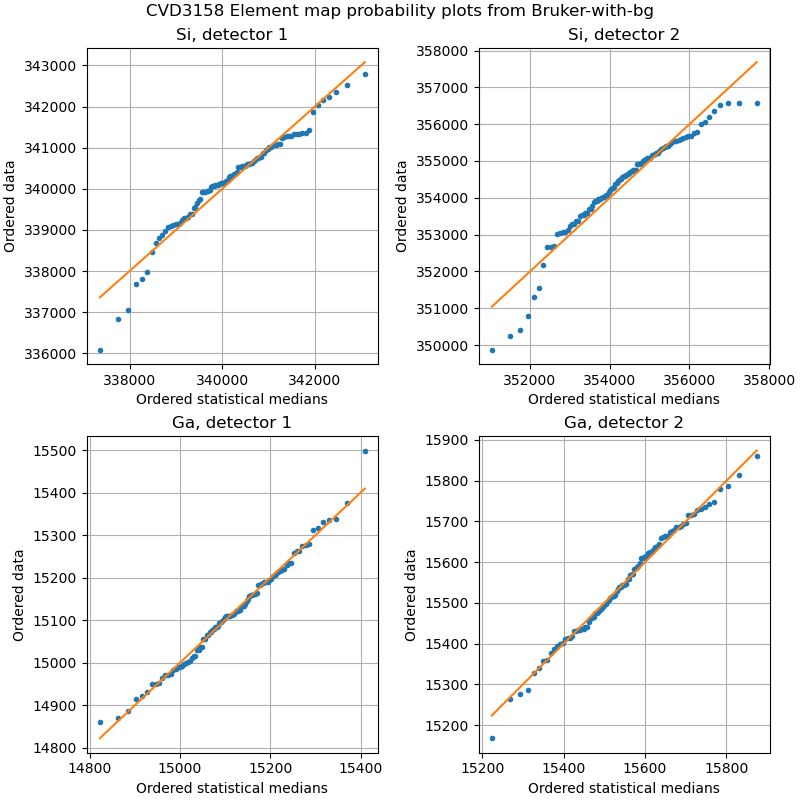 CVD3158 Element map probability plots from Bruker-with-bg
Si, detector 1
Ordered data
343000
342000
341000
340000
339000
338000
337000
336000
338000 340000 342000
Ordered statistical medians
Si, detector 2
Ordered data
358000
357000
356000
355000
354000
353000
352000
351000
350000
352000 354000 356000 358000
Ordered statistical medians
Ga, detector 1
Ordered data
15500
15400
15300
15200
15100
15000
14900
14800
14800 15000 15200 15400
Ordered statistical medians
Ga, detector 2
Ordered data
15900
15800
15700
15600
15500
15400
15300
15200
15200 15400 15600 15800
Ordered statistical medians